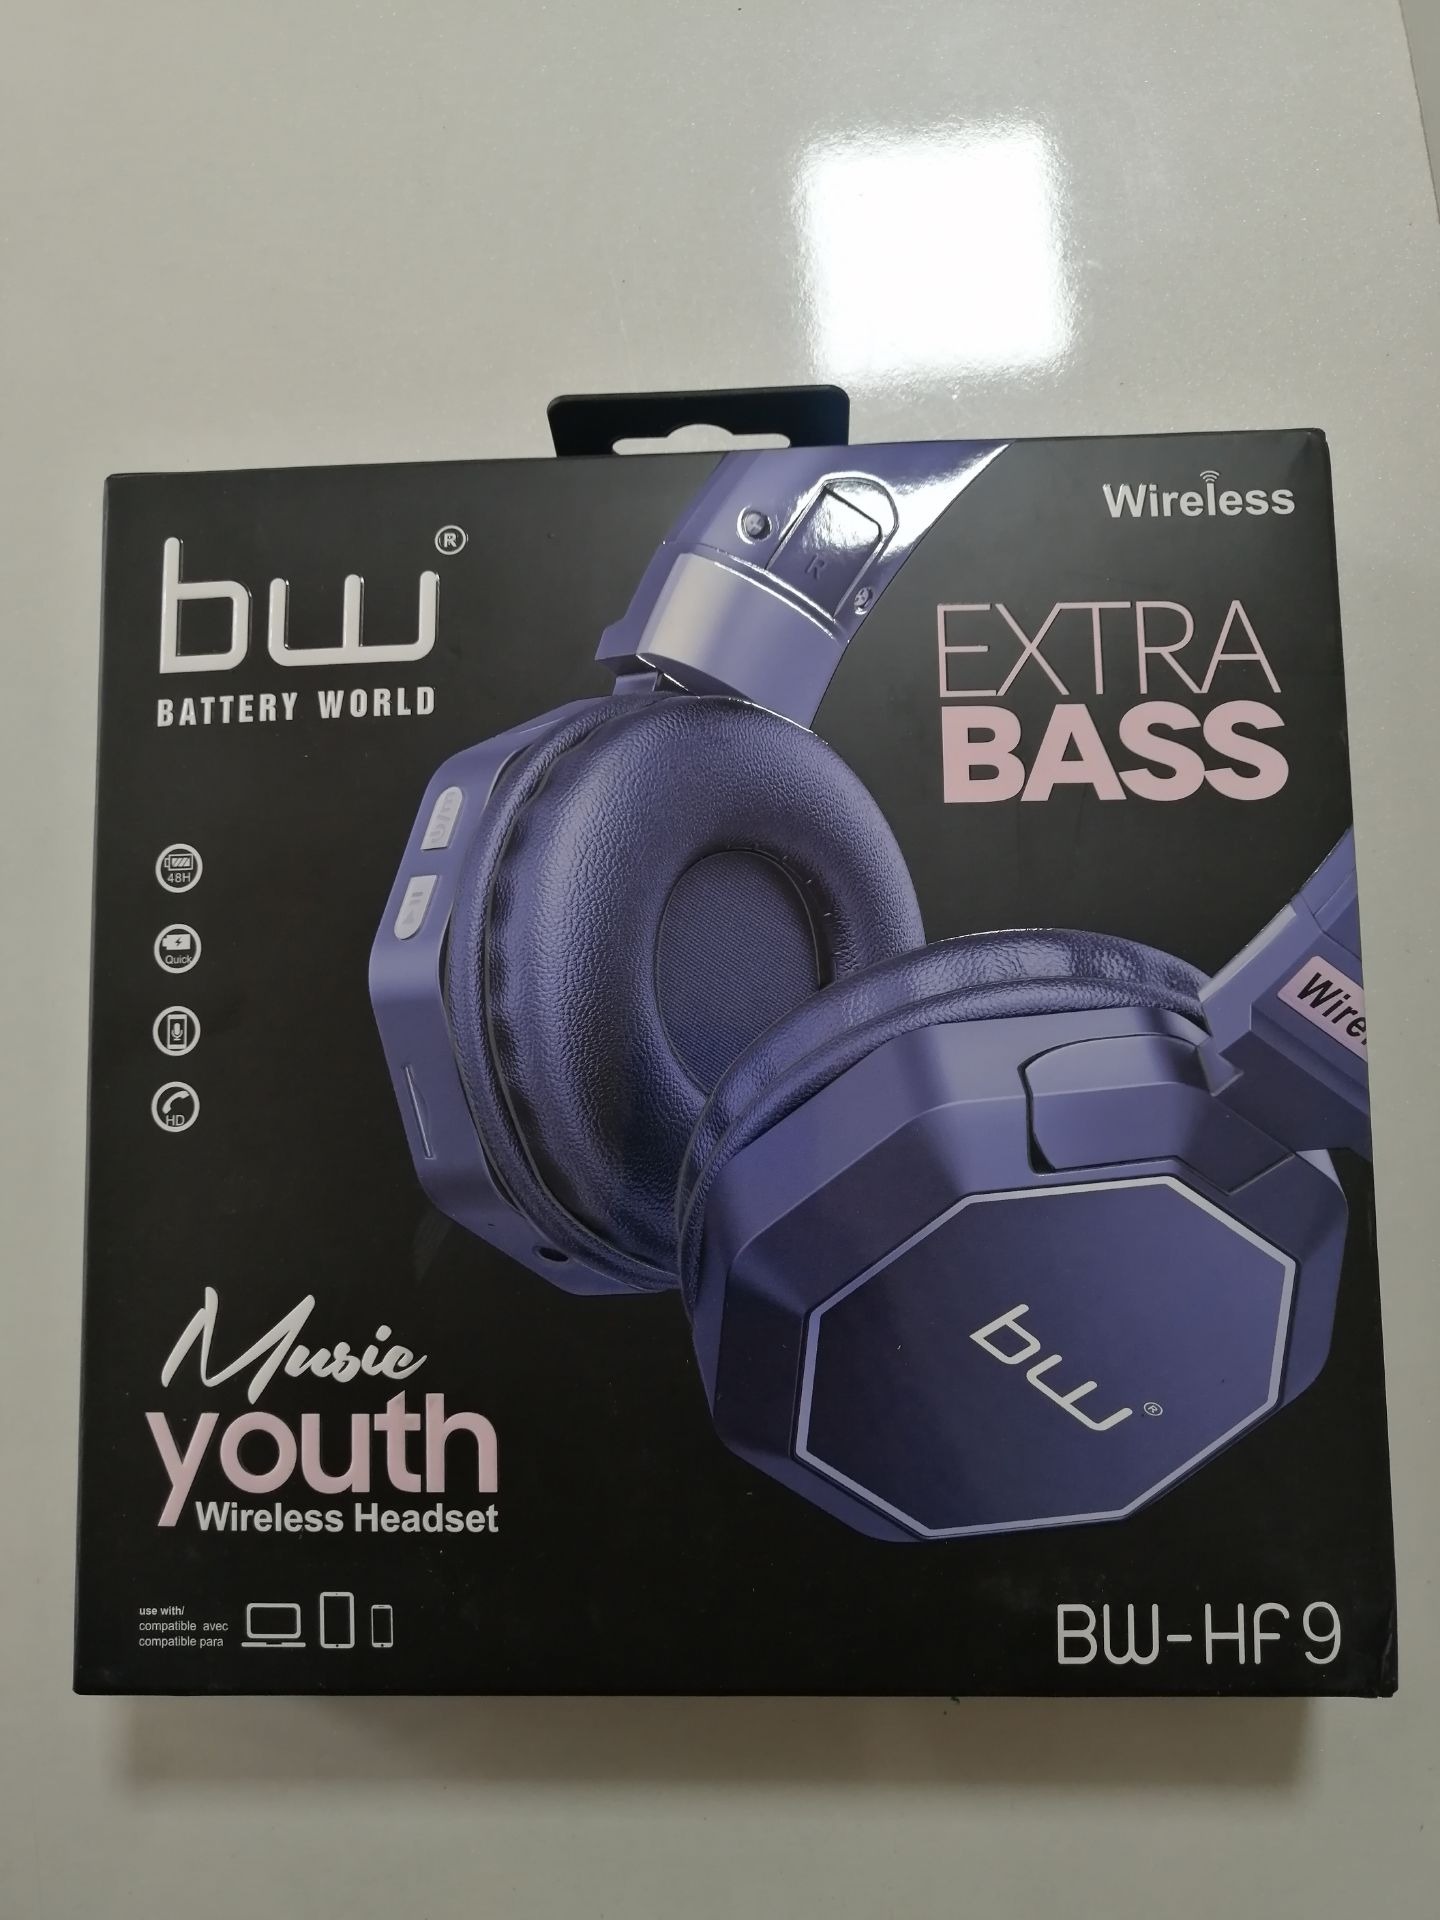 bw®
BATTERY WORLD
Wireless
EXTRA
BASS
48H
Quick
HD
R
Wire
bw®
Music
youth
Wireless Headset
use with/
compatible avec
compatible para
BW-HF9